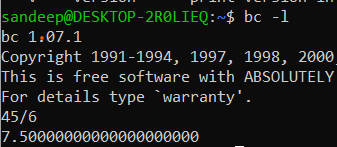 sandeep@DESKTOP-2R0LIEQ:~$ bc -l
bc 1.07.1
Copyright 1991-1994, 1997, 1998, 2000,
This is free software with ABSOLUTELY
For details type `warranty'.
45/6
7.50000000000000000000